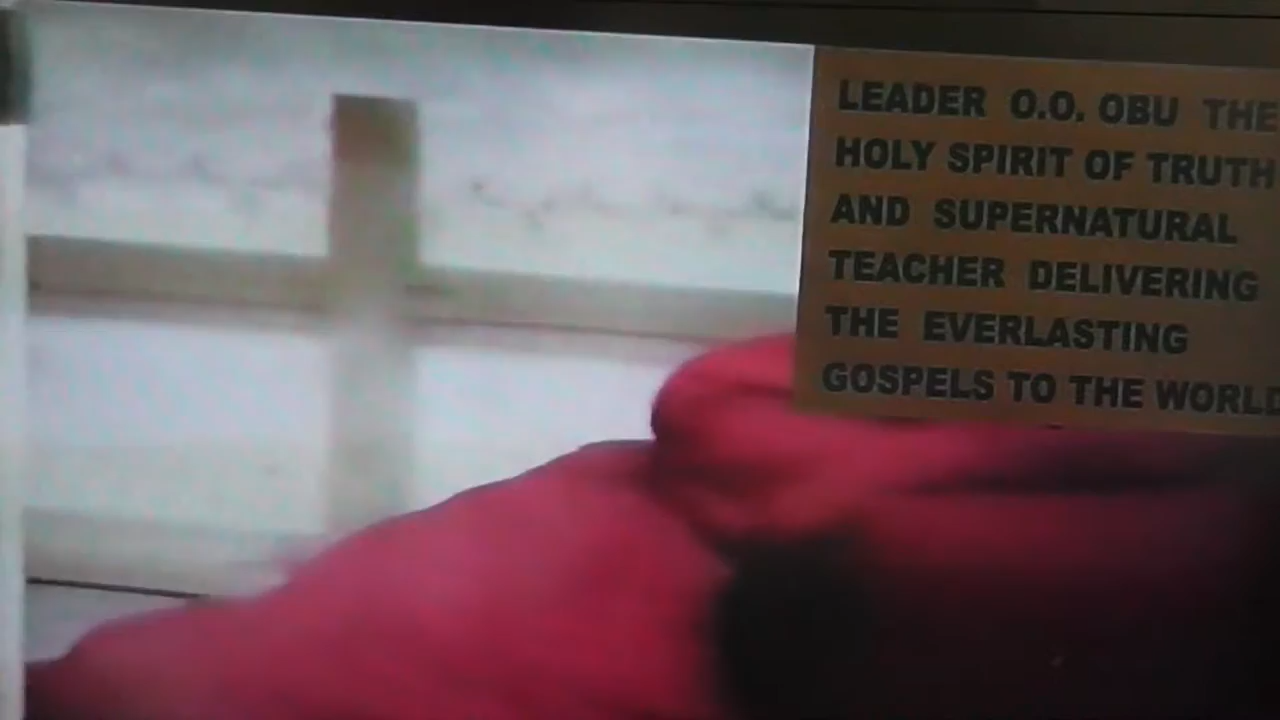 LEADER O.O. OBU THE
HOLY SPIRIT OF TRUTH
AND SUPERNATURAL
TEACHER DELIVERING
THE EVERLASTING
GOSPELS TO THE WORLD